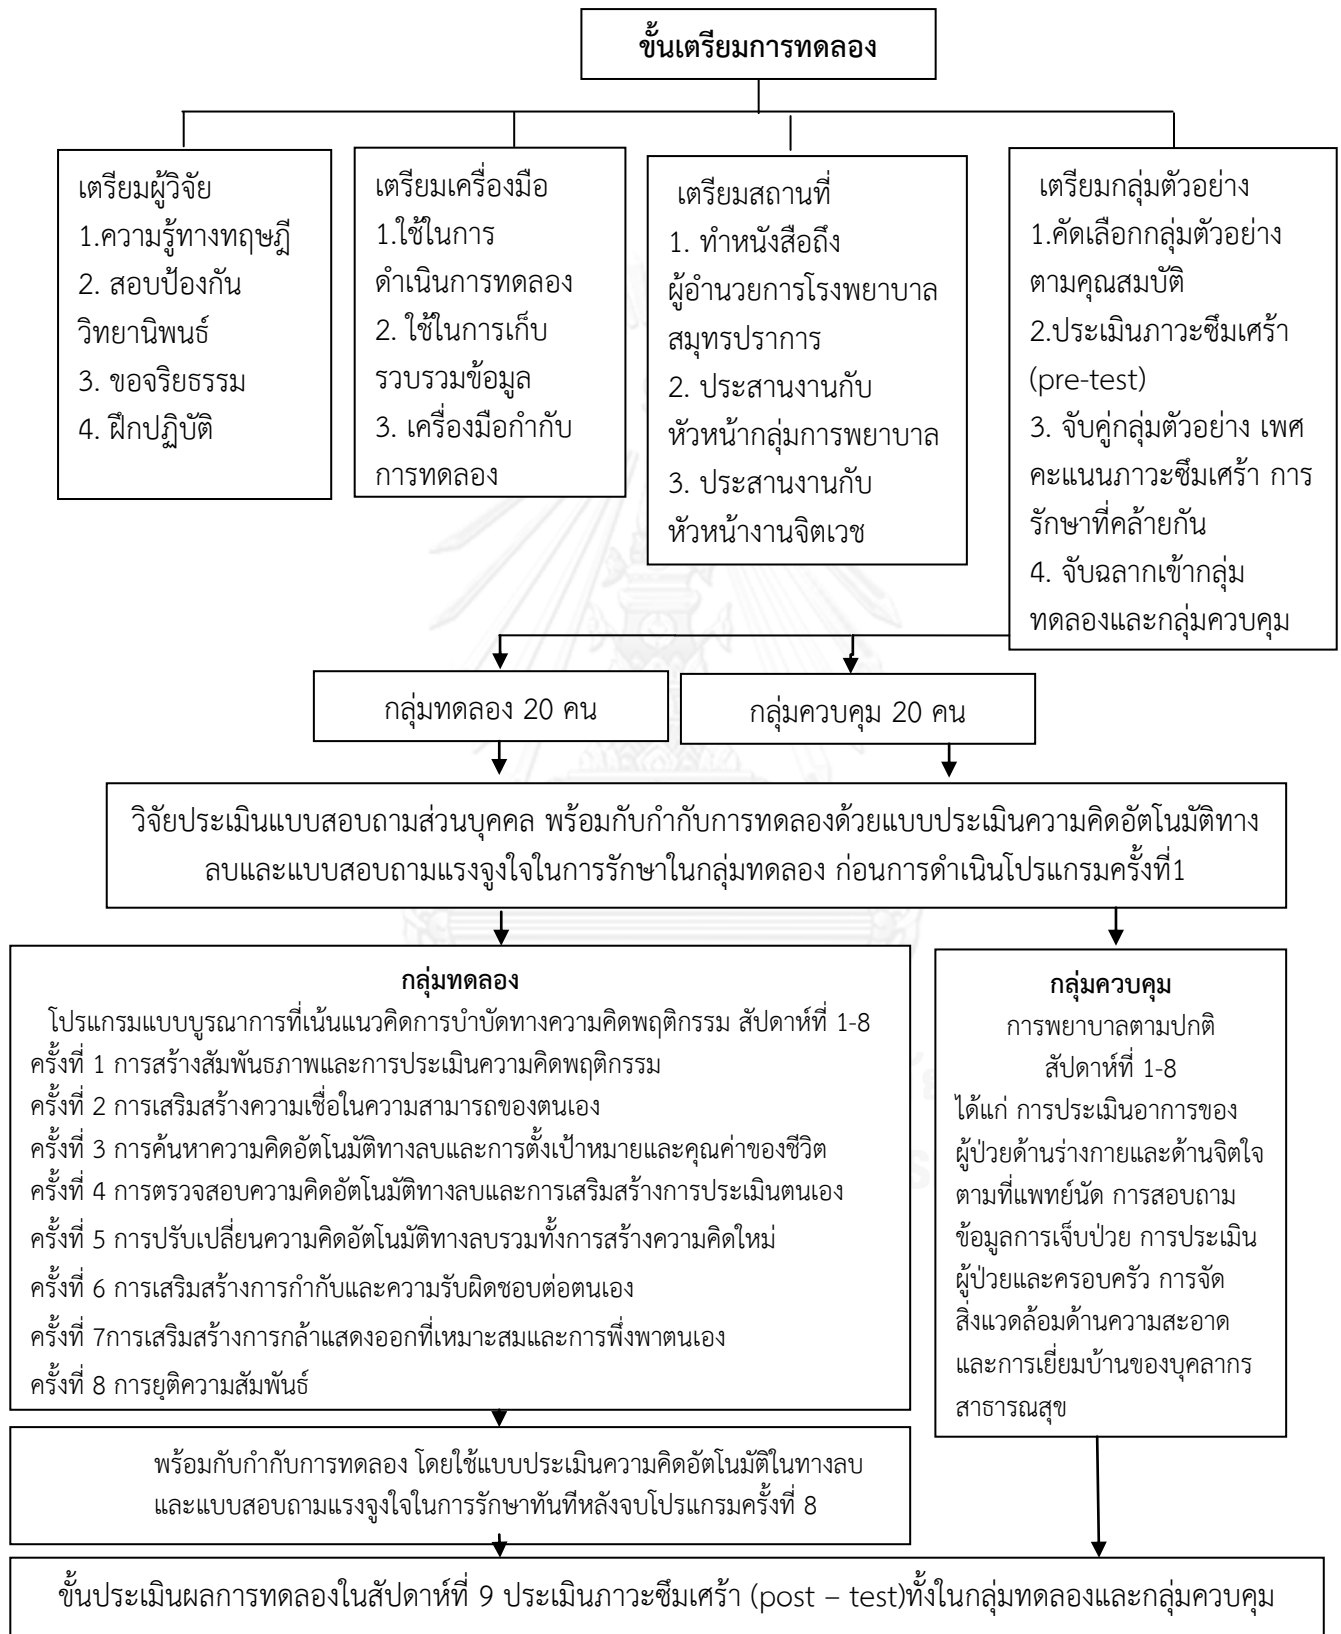 ขั้นเตรียมการทดลอง
เตรียมผู้วิจัย
1.ความรู้ทางทฤษฎี
2. สอบป้องกัน
วิทยานิพนธ์
3. ขอจริยธรรม
4. ฝึกปฏิบัติ
เตรียมเครื่องมือ
1.ใช้ในการ
ดำเนินการทดลอง
2. ใช้ในการเก็บ
รวบรวมข้อมูล
3. เครื่องมือกำกับ
การทดลอง
เตรียมสถานที่
1. ทำหนังสือถึง
ผู้อำนวยการโรงพยาบาล
สมุทรปราการ
2. ประสานงานกับ
หัวหน้ากลุ่มการพยาบาล
3. ประสานงานกับ
หัวหน้างานจิตเวช
เตรียมกลุ่มตัวอย่าง
1.คัดเลือกกลุ่มตัวอย่าง
ตามคุณสมบัติ
2.ประเมินภาวะซึมเศร้า
(pre-test)
3. จับคู่กลุ่มตัวอย่าง เพศ
คะแนนภาวะซึมเศร้า การ
รักษาที่คล้ายกัน
4. จับฉลากเข้ากลุ่ม
ทดลองและกลุ่มควบคุม
กลุ่มทดลอง 20 คน
กลุ่มควบคุม 20 คน
วิจัยประเมินแบบสอบถามส่วนบุคคล พร้อมกับกำกับการทดลองด้วยแบบประเมินความคิดอัตโนมัติทาง
ลบและแบบสอบถามแรงจูงใจในการรักษาในกลุ่มทดลอง ก่อนการดำเนินโปรแกรมครั้งที่1
กลุ่มทดลอง
โปรแกรมแบบบูรณาการที่เน้นแนวคิดการบำบัดทางความคิดพฤติกรรม สัปดาห์ที่ 1-8
ครั้งที่ 1 การสร้างสัมพันธภาพและการประเมินความคิดพฤติกรรม
ครั้งที่ 2 การเสริมสร้างความเชื่อในความสามารถของตนเอง
ครั้งที่ 3 การค้นหาความคิดอัตโนมัติทางลบและการตั้งเป้าหมายและคุณค่าของชีวิต
ครั้งที่ 4 การตรวจสอบความคิดอัตโนมัติทางลบและการเสริมสร้างการประเมินตนเอง
ครั้งที่ 5 การปรับเปลี่ยนความคิดอัตโนมัติทางลบรวมทั้งการสร้างความคิดใหม่
ครั้งที่ 6 การเสริมสร้างการกำกับและความรับผิดชอบต่อตนเอง
ครั้งที่ 7การเสริมสร้างการกล้าแสดงออกที่เหมาะสมและการพึ่งพาตนเอง
ครั้งที่ 8 การยุติความสัมพันธ์
กลุ่มควบคุม
การพยาบาลตามปกติ
สัปดาห์ที่ 1-8
ได้แก่ การประเมินอาการของ
ผู้ป่วยด้านร่างกายและด้านจิตใจ
ตามที่แพทย์นัด การสอบถาม
ข้อมูลการเจ็บป่วย การประเมิน
ผู้ป่วยและครอบครัว การจัด
สิ่งแวดล้อมด้านความสะอาด
และการเยี่ยมบ้านของบุคลากร
สาธารณสุข
พร้อมกับกำกับการทดลอง โดยใช้แบบประเมินความคิดอัตโนมัติในทางลบ
และแบบสอบถามแรงจูงใจในการรักษาทันทีหลังจบโปรแกรมครั้งที่ 8
ขั้นประเมินผลการทดลองในสัปดาห์ที่ 9 ประเมินภาวะซึมเศร้า (post – test)ทั้งในกลุ่มทดลองและกลุ่มควบคุม